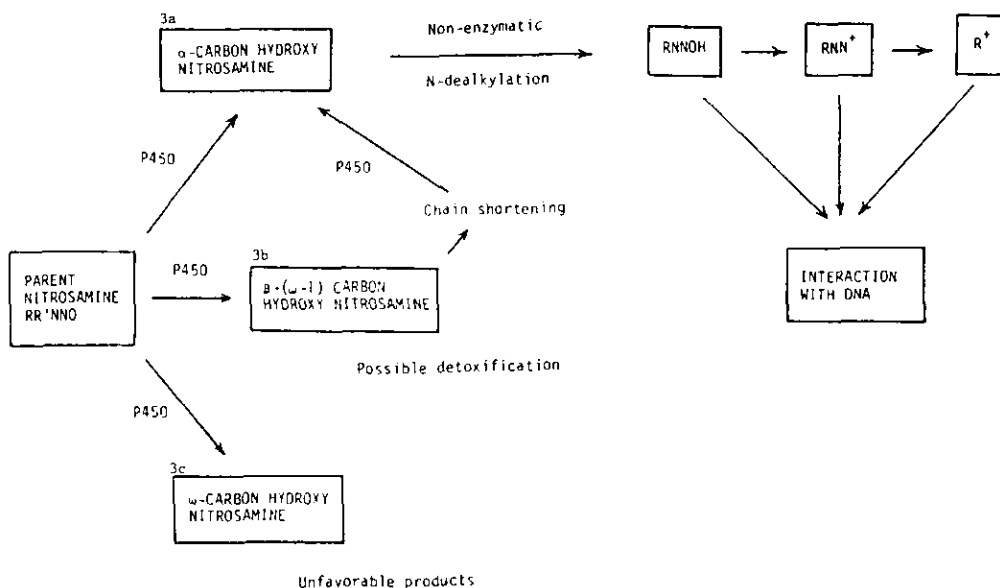 3a
α-CARBON HYDROXY
NITROSAMINE
Non-enzymatic
N-dealkylation
RNNOH
RNN+
R+
P450
P450
Chain shortening
PARENT
NITROSAMINE
RR'NNO
P450
3b
B-(ω-1) CARBON
HYDROXY NITROSAMINE
INTERACTION
WITH DNA
Possible detoxification
P450
3c
ω-CARBON HYDROXY
NITROSAMINE
Unfavorable products